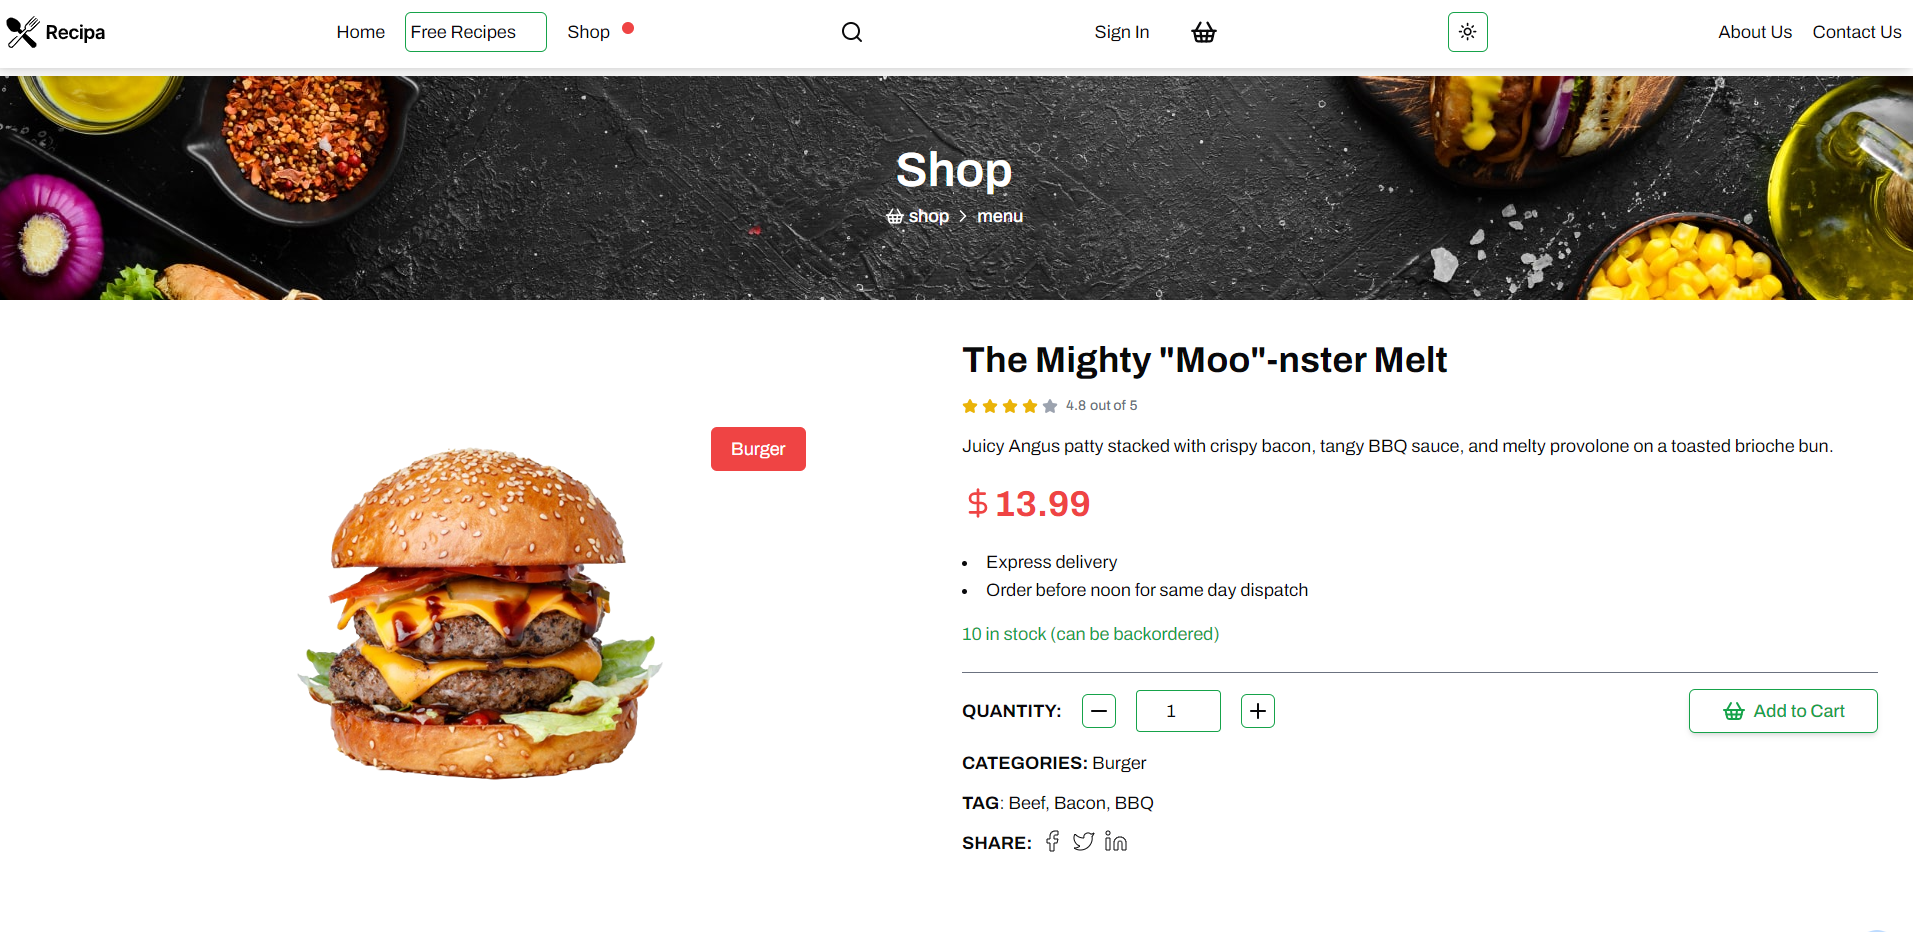 Recipa
Home
Free Recipes
Shop
Sign In
About Us
Contact Us
Shop
shop > menu
Burger
The Mighty "Moo"-nster Melt
4.8 out of 5
Juicy Angus patty stacked with crispy bacon, tangy BBQ sauce, and melty provolone on a toasted brioche bun.
$13.99
• Express delivery
• Order before noon for same day dispatch
10 in stock (can be backordered)
QUANTITY: − 1 +
Add to Cart
CATEGORIES: Burger
TAG: Beef, Bacon, BBQ
SHARE: